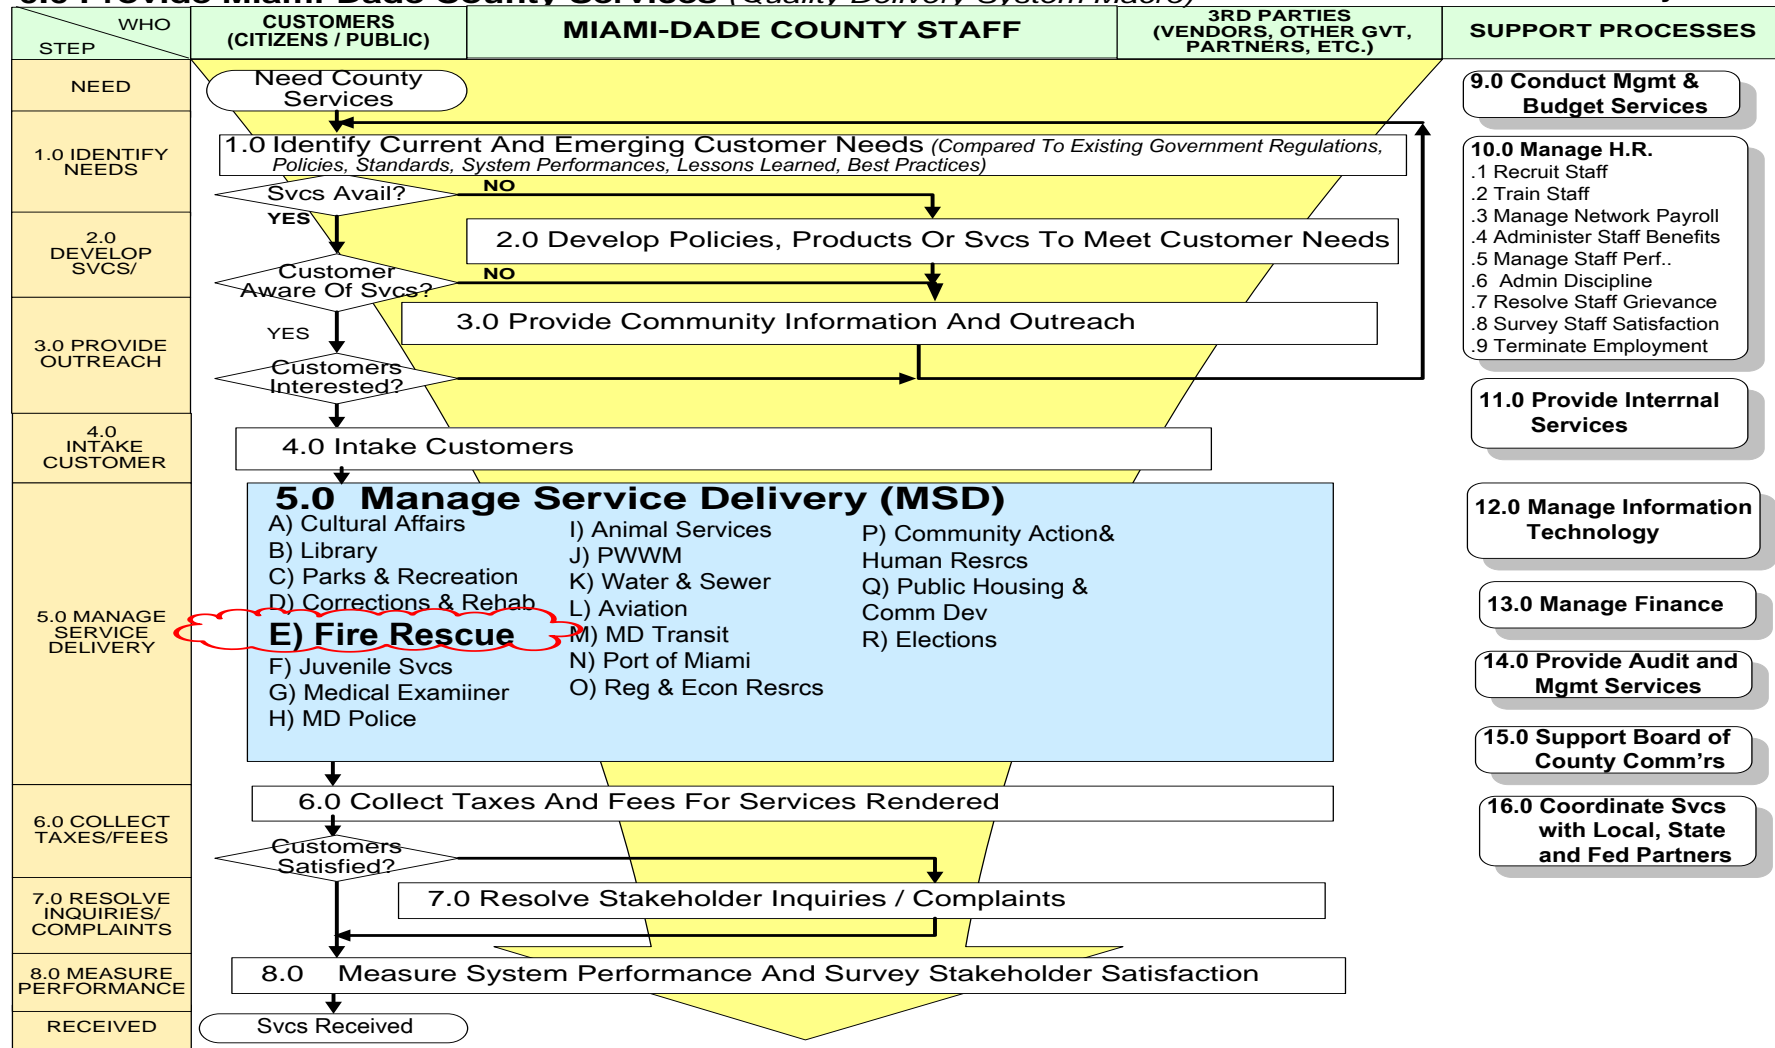 Provide Miami-Dade County Services (Quality Delivery System Macro)
WHO
STEP
CUSTOMERS
(CITIZENS / PUBLIC)
MIAMI-DADE COUNTY STAFF
3RD PARTIES
(VENDORS, OTHER GVT,
PARTNERS, ETC.)
SUPPORT PROCESSES
NEED
Need County
Services
1.0 IDENTIFY
NEEDS
1.0 Identify Current And Emerging Customer Needs (Compared To Existing Government Regulations,
Policies, Standards, System Performances, Lessons Learned, Best Practices)
Svcs Avail?
NO
YES
2.0
DEVELOP
SVCS/
2.0 Develop Policies, Products Or Svcs To Meet Customer Needs
Customer
Aware Of Svcs?
NO
YES
3.0 PROVIDE
OUTREACH
3.0 Provide Community Information And Outreach
Customers
Interested?
4.0
INTAKE
CUSTOMER
4.0 Intake Customers
5.0 MANAGE
SERVICE
DELIVERY
5.0 Manage Service Delivery (MSD)
A) Cultural Affairs
B) Library
C) Parks & Recreation
D) Corrections & Rehab
E) Fire Rescue
F) Juvenile Svcs
G) Medical Examiiner
H) MD Police
I) Animal Services
J) PWWM
K) Water & Sewer
L) Aviation
M) MD Transit
N) Port of Miami
O) Reg & Econ Resrcs
P) Community Action&
Human Resrcs
Q) Public Housing &
Comm Dev
R) Elections
6.0 COLLECT
TAXES/FEES
6.0 Collect Taxes And Fees For Services Rendered
Customers
Satisfied?
7.0 RESOLVE
INQUIRIES/
COMPLAINTS
7.0 Resolve Stakeholder Inquiries / Complaints
8.0 MEASURE
PERFORMANCE
8.0 Measure System Performance And Survey Stakeholder Satisfaction
RECEIVED
Svcs Received
9.0 Conduct Mgmt &
Budget Services
10.0 Manage H.R.
.1 Recruit Staff
.2 Train Staff
.3 Manage Network Payroll
.4 Administer Staff Benefits
.5 Manage Staff Perf..
.6 Admin Discipline
.7 Resolve Staff Grievance
.8 Survey Staff Satisfaction
.9 Terminate Employment
11.0 Provide Interrnal
Services
12.0 Manage Information
Technology
13.0 Manage Finance
14.0 Provide Audit and
Mgmt Services
15.0 Support Board of
County Comm'rs
16.0 Coordinate Svcs
with Local, State
and Fed Partners